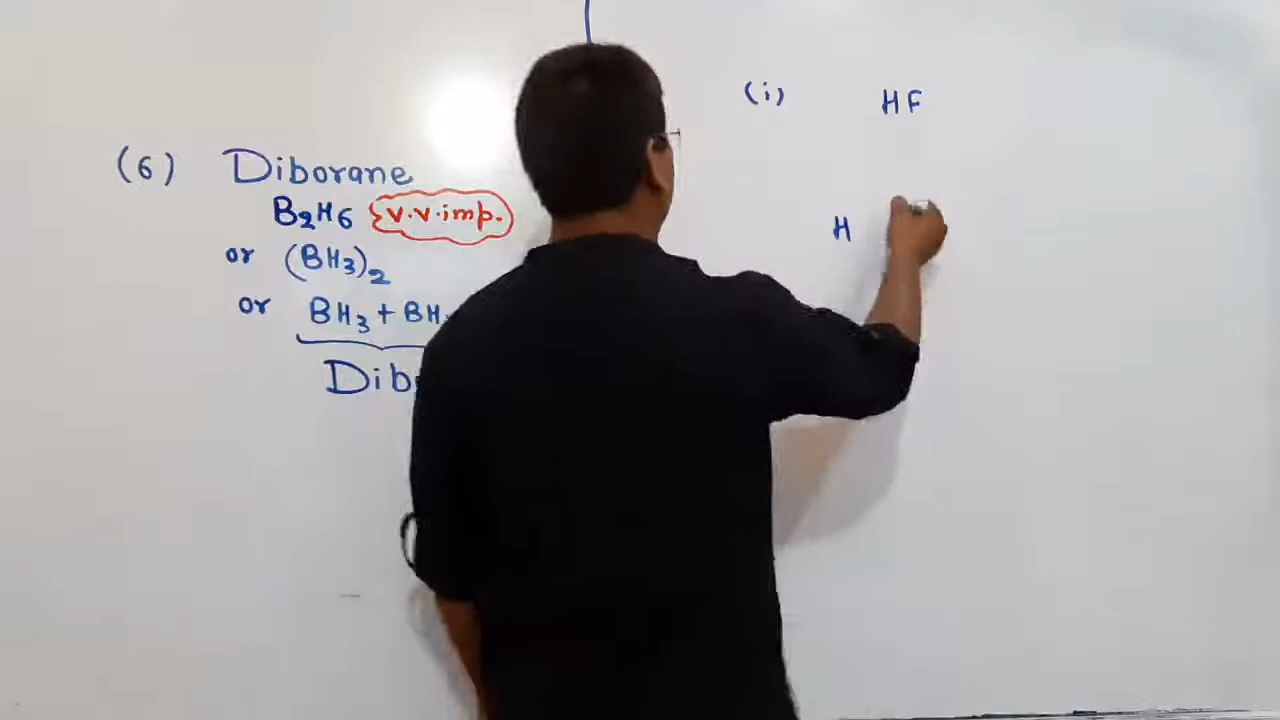 (6) Diborane
B₂H₆ {v.v.imp.}
or (BH₃)₂
or BH₃ + BH
Dib
(i) HF
H